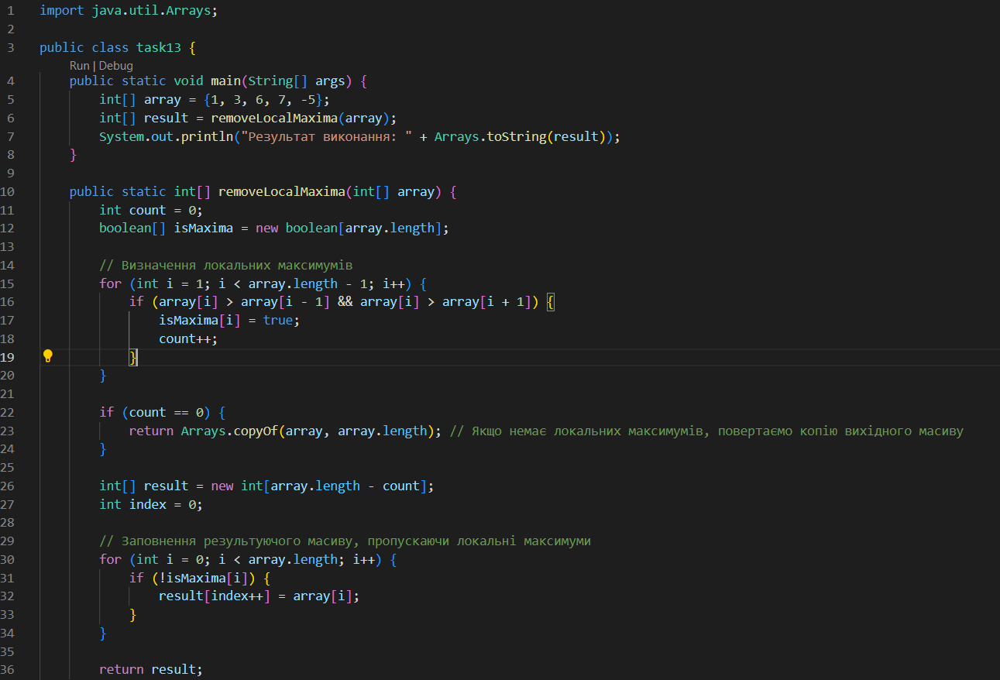 1 import java.util.Arrays;
2
3 public class task13 {
Run | Debug
4     public static void main(String[] args) {
5         int[] array = {1, 3, 6, 7, -5};
6         int[] result = removeLocalMaxima(array);
7         System.out.println("Результат виконання: " + Arrays.toString(result));
8     }
9
10     public static int[] removeLocalMaxima(int[] array) {
11         int count = 0;
12         boolean[] isMaxima = new boolean[array.length];
13
14         // Визначення локальних максимумів
15         for (int i = 1; i < array.length - 1; i++) {
16             if (array[i] > array[i - 1] && array[i] > array[i + 1]) {
17                 isMaxima[i] = true;
18                 count++;
19             }
20         }
21
22         if (count == 0) {
23             return Arrays.copyOf(array, array.length); // Якщо немає локальних максимумів, повертаємо копію вихідного масиву
24         }
25
26         int[] result = new int[array.length - count];
27         int index = 0;
28
29         // Заповнення результуючого масиву, пропускаючи локальні максимуми
30         for (int i = 0; i < array.length; i++) {
31             if (!isMaxima[i]) {
32                 result[index++] = array[i];
33             }
34         }
35
36         return result;